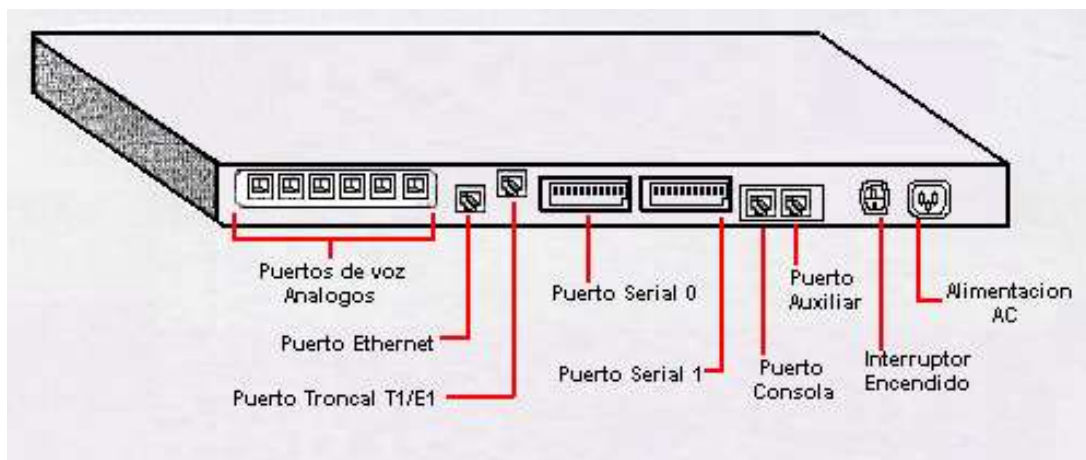 Puertos de voz
Analogos
Puerto Ethernet
Puerto Troncal T1/E1
Puerto Serial 0
Puerto Serial 1
Puerto
Consola
Puerto
Auxiliar
Interruptor
Encendido
Alimentacion
AC